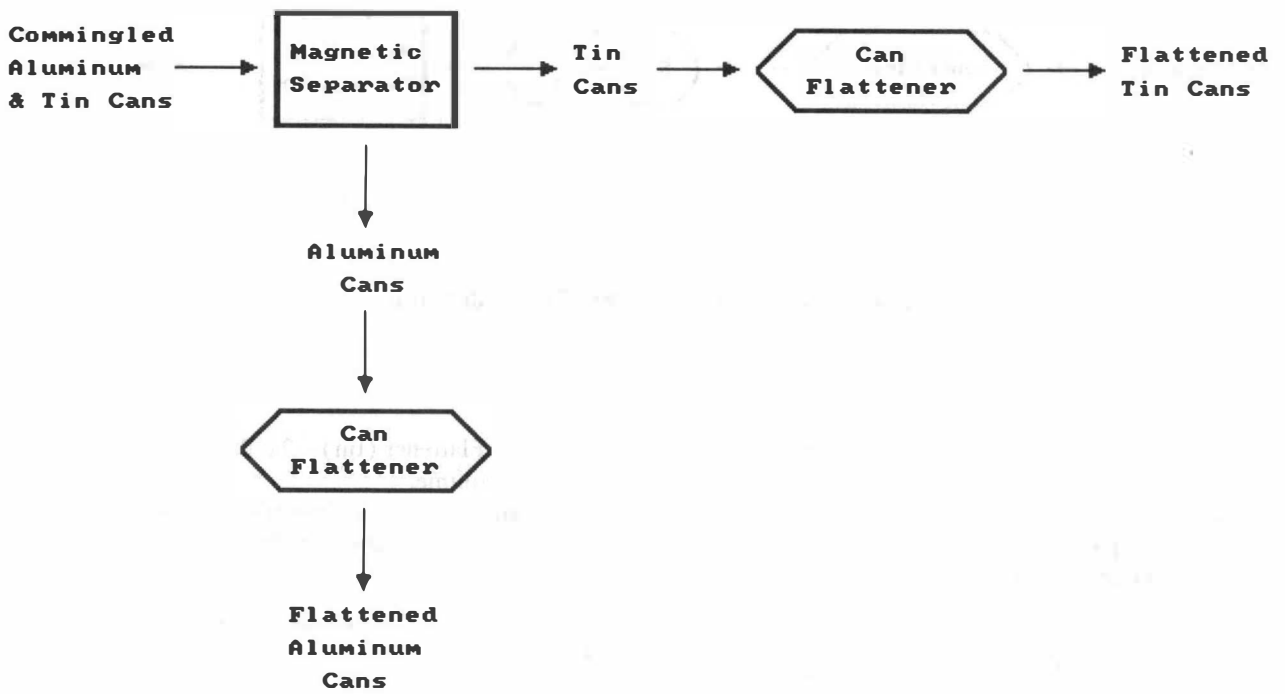 Commingled
Aluminum
& Tin Cans
Magnetic
Separator
Tin
Cans
Can
Flattener
Flattened
Tin Cans
Aluminum
Cans
Can
Flattener
Flattened
Aluminum
Cans